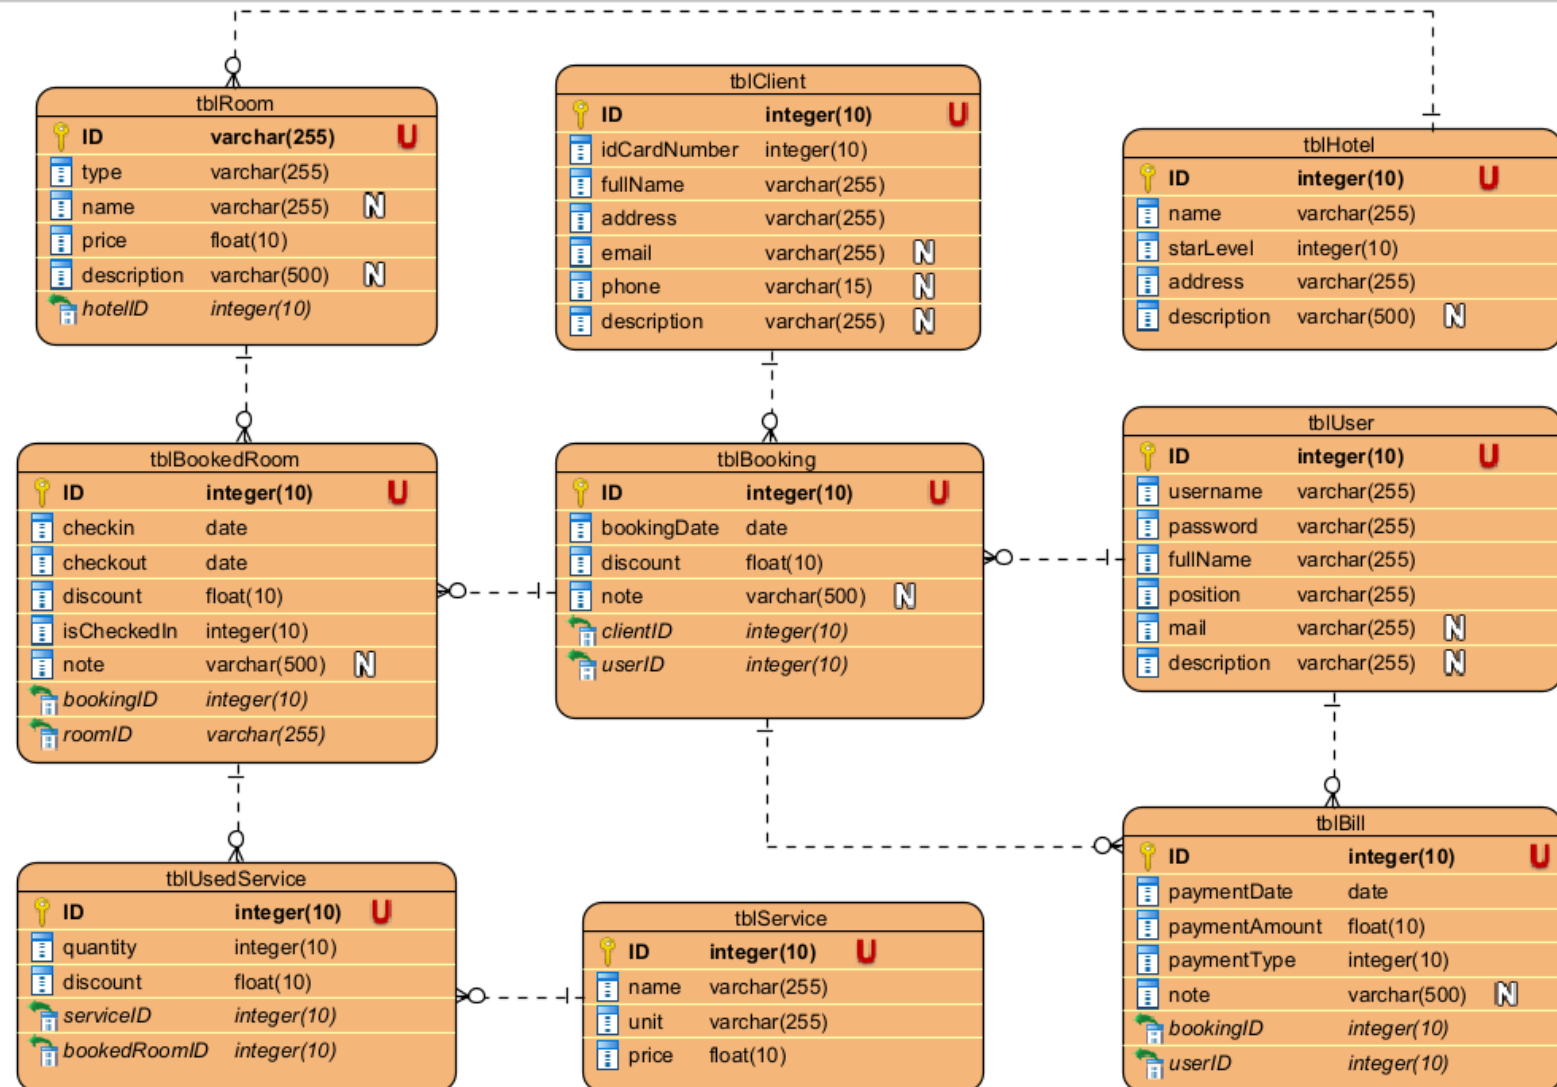 tblRoom
ID varchar(255) U
type varchar(255)
name varchar(255) N
price float(10)
description varchar(500) N
hotelID integer(10)
tblClient
ID integer(10) U
idCardNumber integer(10)
fullName varchar(255)
address varchar(255)
email varchar(255) N
phone varchar(15) N
description varchar(255) N
tblHotel
ID integer(10) U
name varchar(255)
starLevel integer(10)
address varchar(255)
description varchar(500) N
tblBookedRoom
ID integer(10) U
checkin date
checkout date
discount float(10)
isCheckedIn integer(10)
note varchar(500) N
bookingID integer(10)
roomID varchar(255)
tblBooking
ID integer(10) U
bookingDate date
discount float(10)
note varchar(500) N
clientID integer(10)
userID integer(10)
tblUser
ID integer(10) U
username varchar(255)
password varchar(255)
fullName varchar(255)
position varchar(255)
mail varchar(255) N
description varchar(255) N
tblUsedService
ID integer(10) U
quantity integer(10)
discount float(10)
serviceID integer(10)
bookedRoomID integer(10)
tblService
ID integer(10) U
name varchar(255)
unit varchar(255)
price float(10)
tblBill
ID integer(10) U
paymentDate date
paymentAmount float(10)
paymentType integer(10)
note varchar(500) N
bookingID integer(10)
userID integer(10)